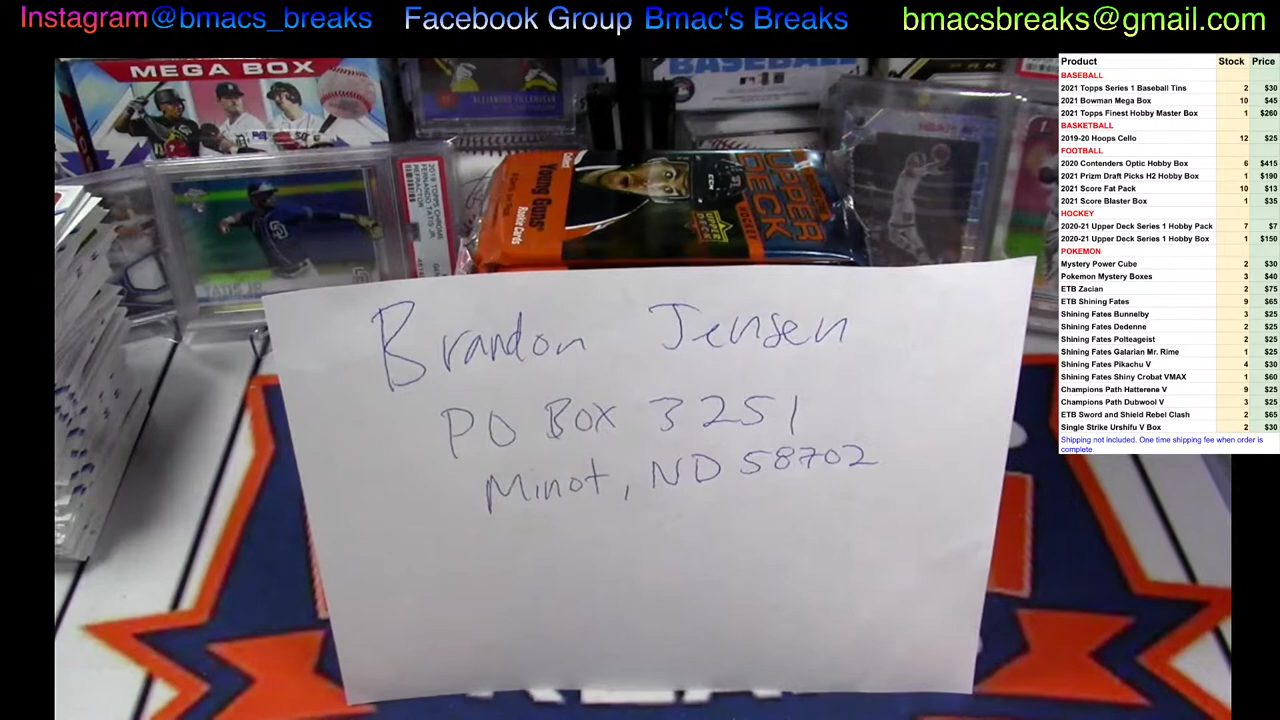 Instagram@bmacs_breaks Facebook Group Bmac's Breaks bmacsbreaks@gmail.com
MEGA BOX
BASEBALL
2019 TOPPS CHROME
FERNANDO TATIS JR.
REFRACTOR
Young Guns
Rookie Cards
UPPER
DECK
HOCKEY
Brandon Jensen
PO Box 3251
Minot, ND 58702
Product Stock Price
BASEBALL
2021 Topps Series 1 Baseball Tins 2 $30
2021 Bowman Mega Box 10 $45
2021 Topps Finest Hobby Master Box 1 $260
BASKETBALL
2019-20 Hoops Cello 12 $25
FOOTBALL
2020 Contenders Optic Hobby Box 6 $415
2021 Prizm Draft Picks H2 Hobby Box 1 $190
2021 Score Fat Pack 10 $13
2021 Score Blaster Box 1 $35
HOCKEY
2020-21 Upper Deck Series 1 Hobby Pack 7 $7
2020-21 Upper Deck Series 1 Hobby Box 1 $150
POKEMON
Mystery Power Cube 2 $30
Pokemon Mystery Boxes 3 $40
ETB Zacian 2 $75
ETB Shining Fates 9 $65
Shining Fates Bunnelby 3 $25
Shining Fates Dedenne 2 $25
Shining Fates Polteageist 2 $25
Shining Fates Galarian Mr. Rime 1 $25
Shining Fates Pikachu V 4 $30
Shining Fates Shiny Crobat VMAX 1 $60
Champions Path Hatterene V 9 $25
Champions Path Dubwool V 3 $25
ETB Sword and Shield Rebel Clash 2 $65
Single Strike Urshifu V Box 2 $30
Shipping not included. One time shipping fee when order is
complete.